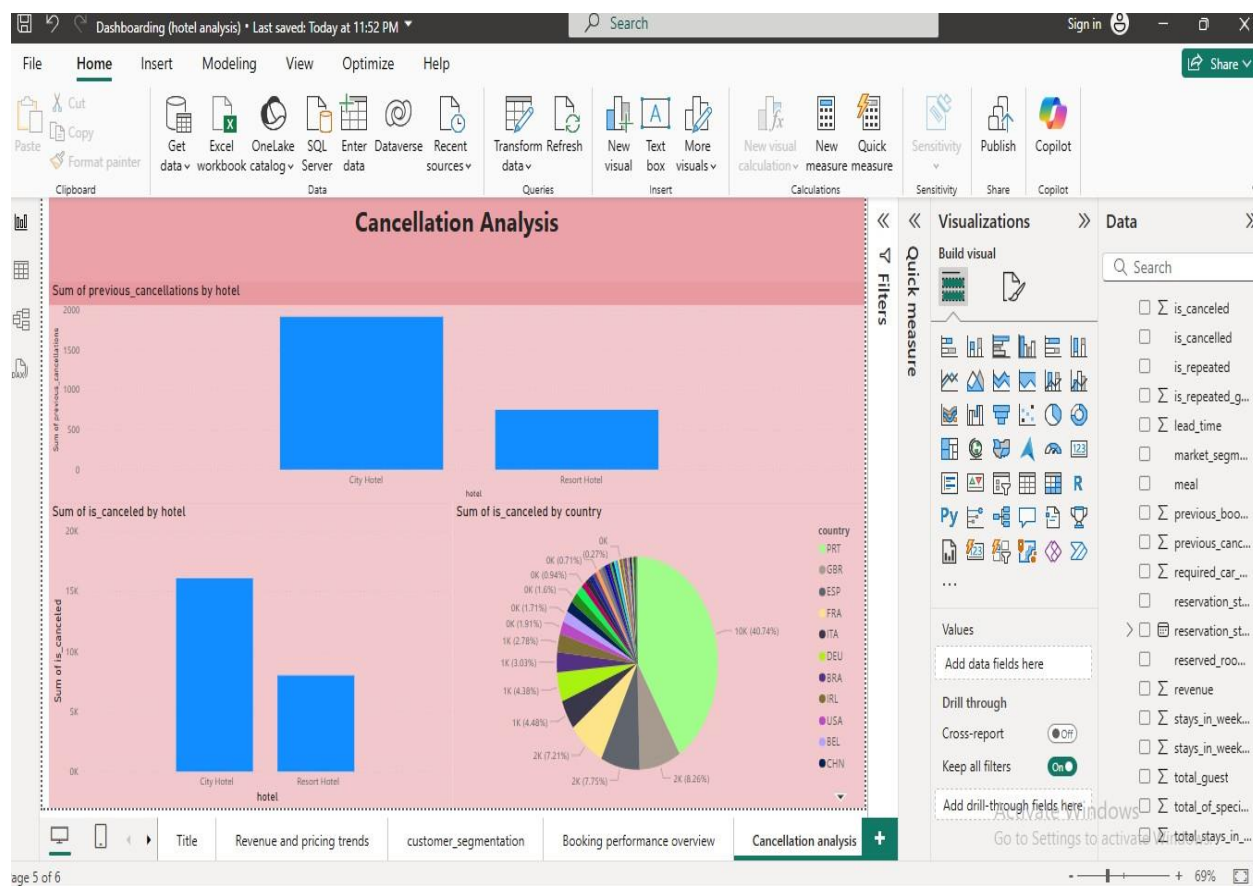 Dashboarding (hotel analysis) • Last saved: Today at 11:52 PM
Search
Sign in
File Home Insert Modeling View Optimize Help
Share
Paste
Cut
Copy
Format painter
Get data
Excel workbook
OneLake catalog
SQL Server
Enter data
Dataverse
Recent sources
Transform data
Refresh
New visual
Text box
More visuals
New visual calculation
New measure
Quick measure
Sensitivity
Publish
Copilot
Clipboard Data Queries Insert Calculations Sensitivity Share Copilot
Cancellation Analysis
Sum of previous_cancellations by hotel
Sum of previous_cancellations
2000
1500
1000
500
0
City Hotel Resort Hotel
hotel
Sum of is_canceled by hotel
Sum of is_canceled
20K
15K
10K
5K
0K
City Hotel Resort Hotel
hotel
Sum of is_canceled by country
0K
(0.27%)
0K (0.71%)
0K (0.94%)
0K (1.6%)
0K (1.71%)
0K (1.91%)
1K (2.78%)
1K (3.03%)
1K (4.38%)
1K (4.48%)
2K (7.21%)
2K (7.75%)
2K (8.26%)
10K (40.74%)
country
PRT
GBR
ESP
FRA
ITA
DEU
BRA
IRL
USA
BEL
CHN
Filters
Quick measure
Visualizations
Build visual
123
R
Py
123
...
Values
Add data fields here
Drill through
Cross-report
Off
Keep all filters
On
Add drill-through fields here
Data
Search
is_canceled
is_cancelled
is_repeated
is_repeated_g...
lead_time
market_segm...
meal
previous_boo...
previous_canc...
required_car_...
reservation_st...
reservation_st...
reserved_roo...
revenue
stays_in_week...
stays_in_week...
total_guest
total_of_speci...
total_stays_in_...
Activate Windows
Go to Settings to activate Windows.
Title
Revenue and pricing trends
customer_segmentation
Booking performance overview
Cancellation analysis
+
age 5 of 6
- + 69%